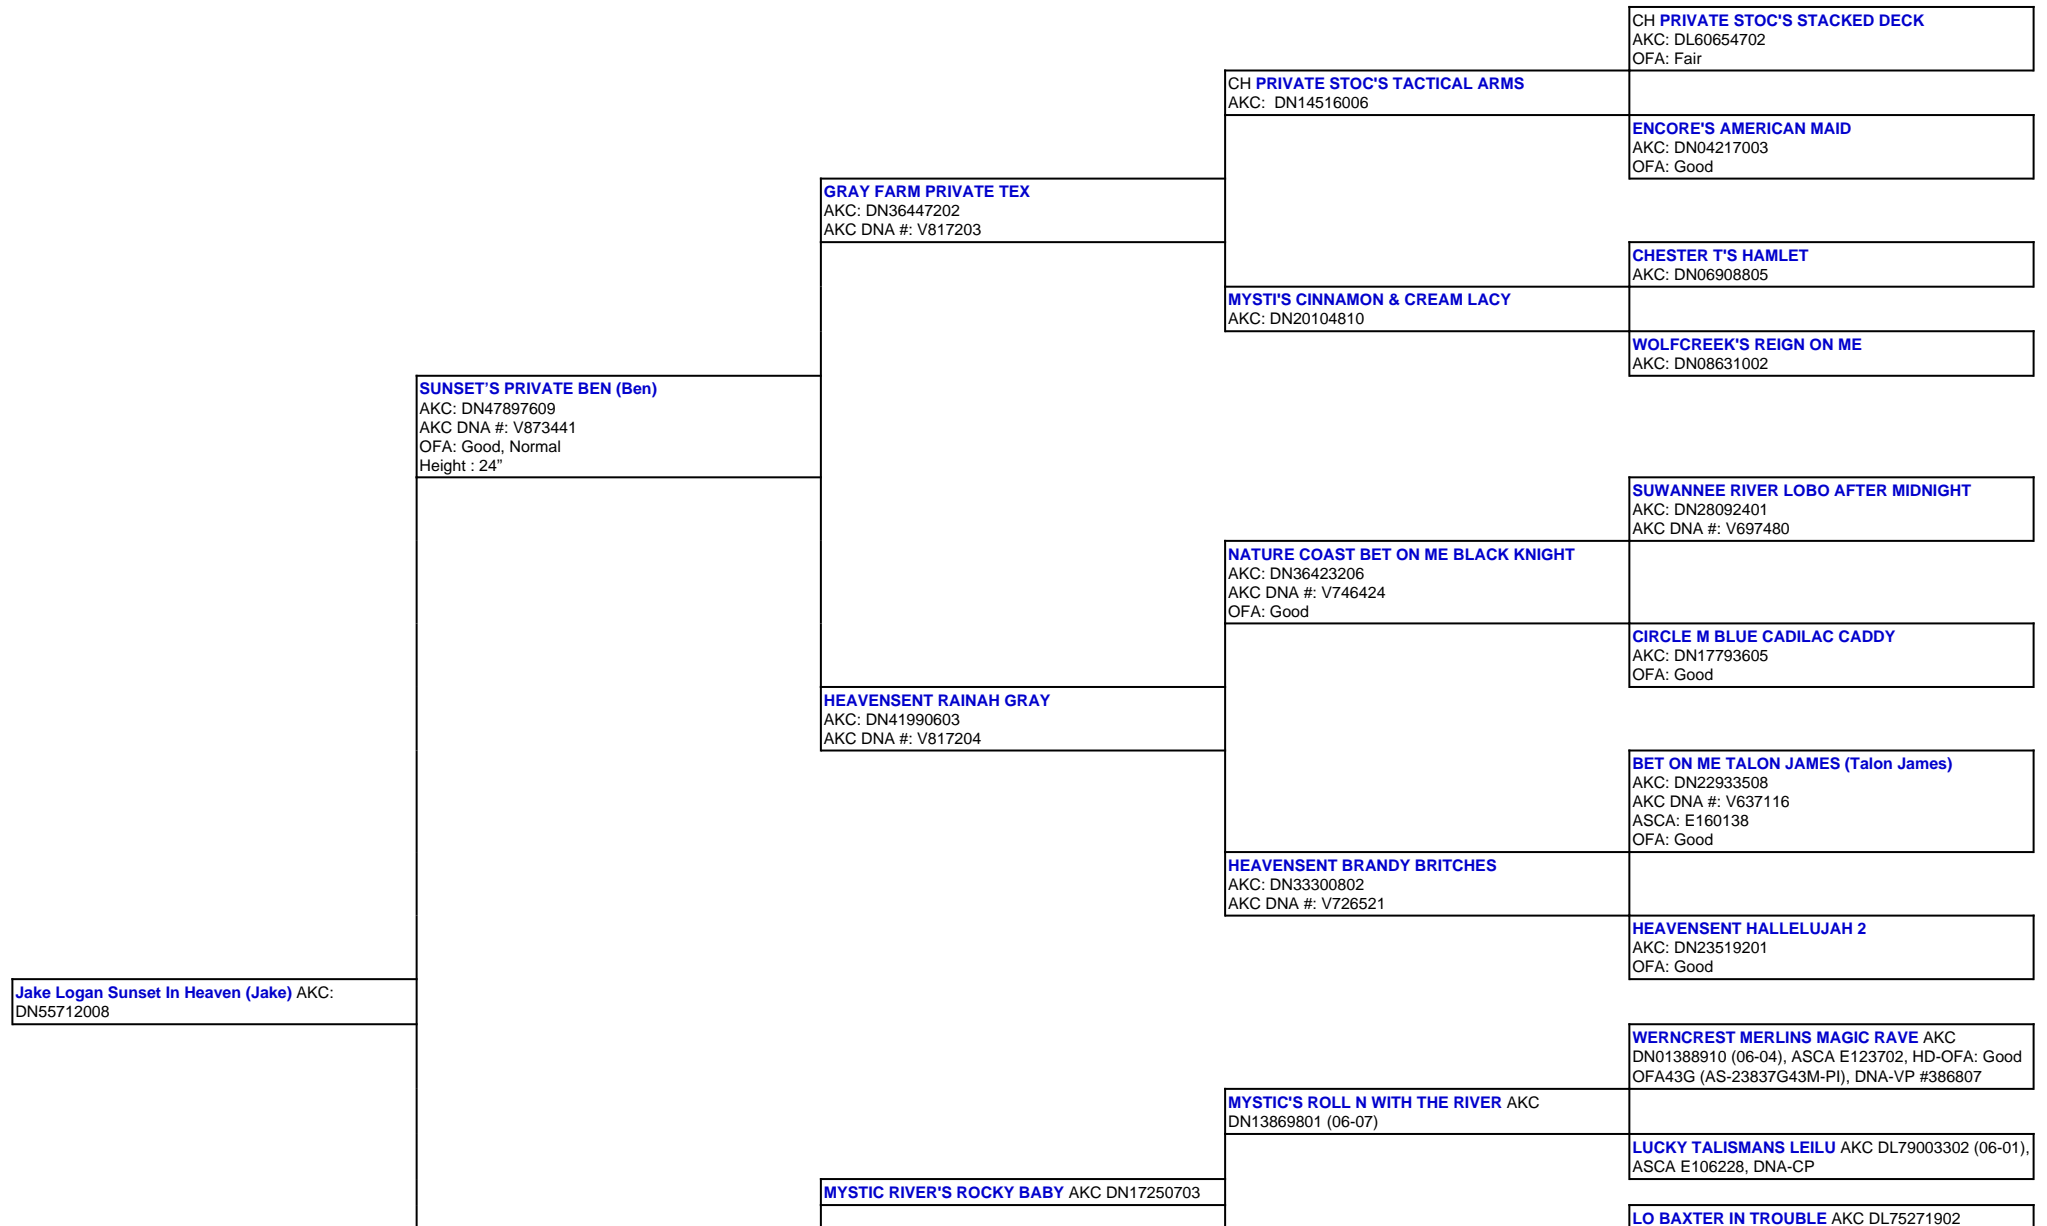 CH PRIVATE STOC'S STACKED DECK
AKC: DL60654702
OFA: Fair
CH PRIVATE STOC'S TACTICAL ARMS
AKC:  DN14516006
ENCORE'S AMERICAN MAID
AKC: DN04217003
OFA: Good
GRAY FARM PRIVATE TEX
AKC: DN36447202
AKC DNA #: V817203
CHESTER T'S HAMLET
AKC: DN06908805
MYSTI'S CINNAMON & CREAM LACY
AKC: DN20104810
WOLFCREEK'S REIGN ON ME
AKC: DN08631002
SUNSET’S PRIVATE BEN (Ben)
AKC: DN47897609
AKC DNA #: V873441
OFA: Good, Normal
Height : 24”
SUWANNEE RIVER LOBO AFTER MIDNIGHT
AKC: DN28092401
AKC DNA #: V697480
NATURE COAST BET ON ME BLACK KNIGHT
AKC: DN36423206
AKC DNA #: V746424
OFA: Good
CIRCLE M BLUE CADILAC CADDY
AKC: DN17793605
OFA: Good
HEAVENSENT RAINAH GRAY
AKC: DN41990603
AKC DNA #: V817204
BET ON ME TALON JAMES (Talon James)
AKC: DN22933508
AKC DNA #: V637116
ASCA: E160138
OFA: Good
HEAVENSENT BRANDY BRITCHES
AKC: DN33300802
AKC DNA #: V726521
HEAVENSENT HALLELUJAH 2
AKC: DN23519201
OFA: Good
Jake Logan Sunset In Heaven (Jake) AKC:
DN55712008
WERNCREST MERLINS MAGIC RAVE AKC
DN01388910 (06-04), ASCA E123702, HD-OFA: Good
OFA43G (AS-23837G43M-PI), DNA-VP #386807
MYSTIC'S ROLL N WITH THE RIVER AKC
DN13869801 (06-07)
LUCKY TALISMANS LEILU AKC DL79003302 (06-01),
ASCA E106228, DNA-CP
MYSTIC RIVER'S ROCKY BABY AKC DN17250703
LO BAXTER IN TROUBLE AKC DL75271902